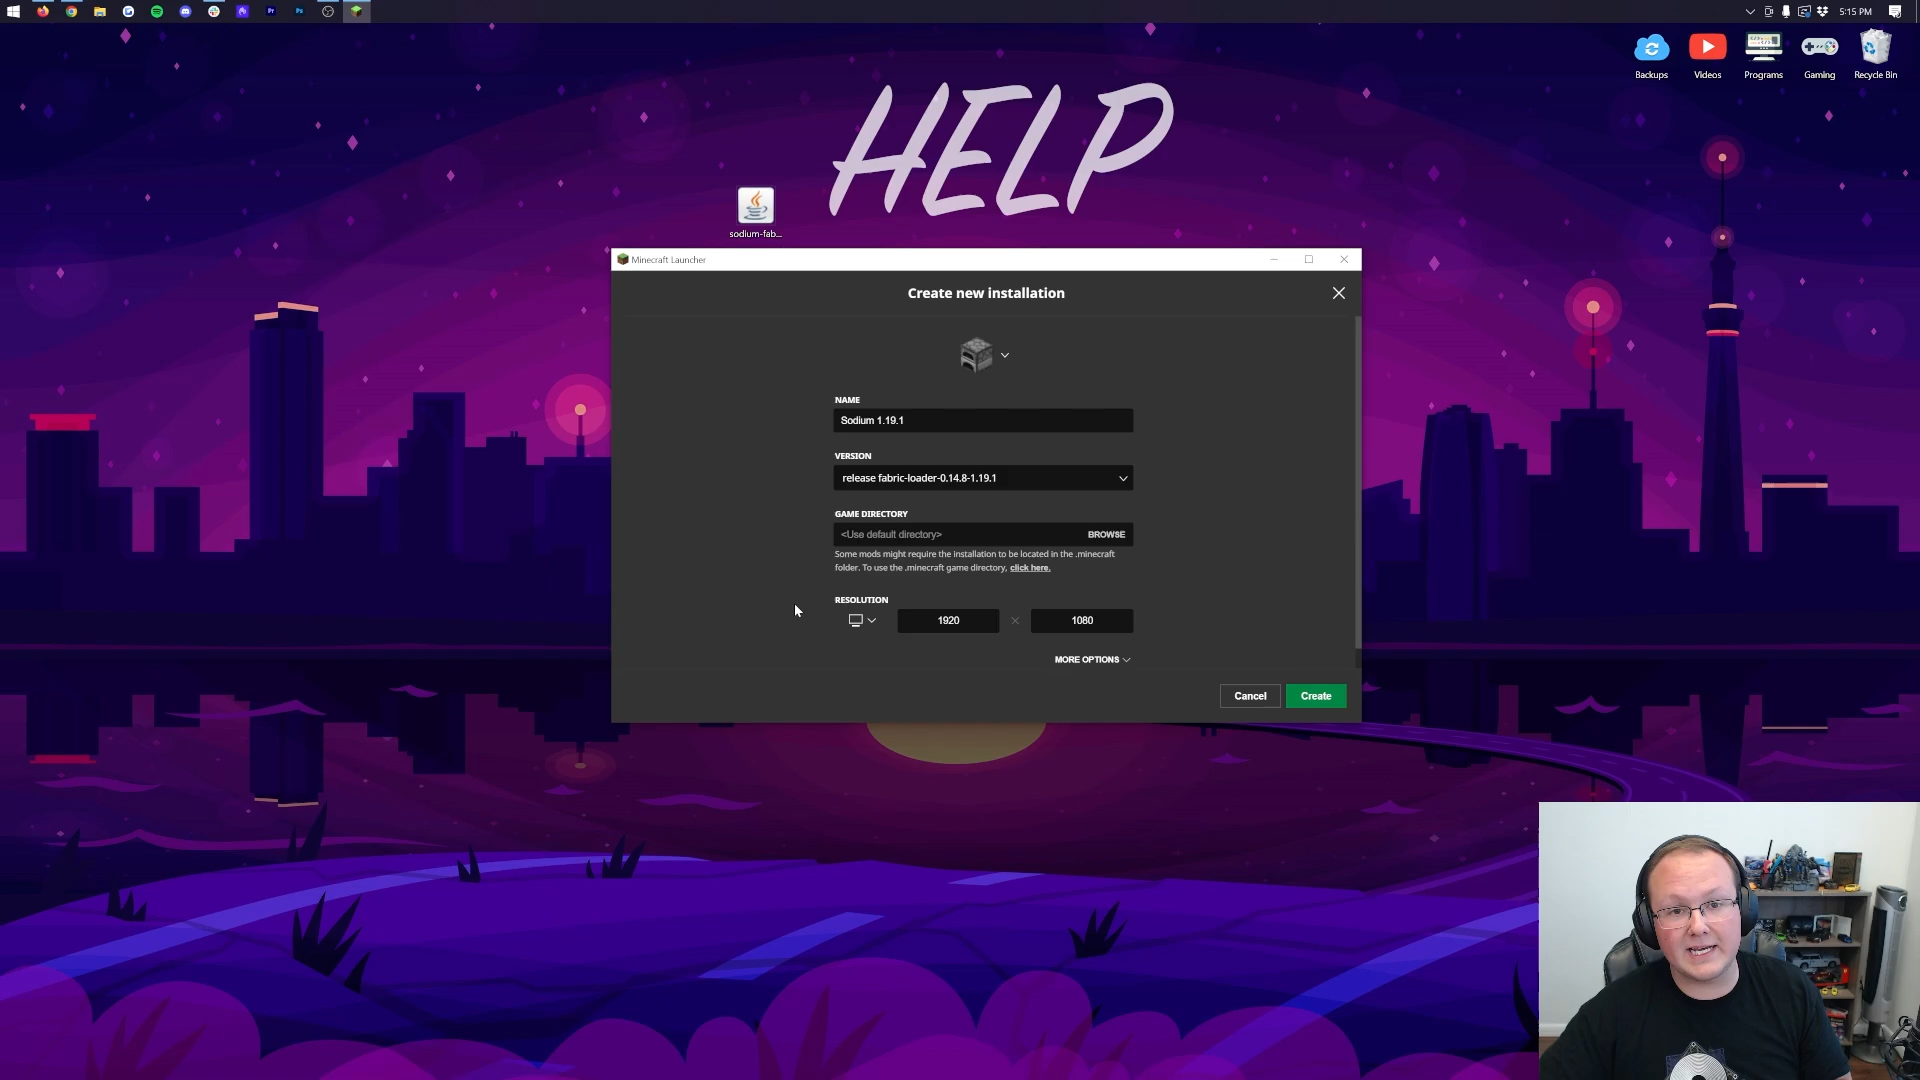 5:15 PM
Backups
Videos
Programs
Gaming
Recycle Bin
HELP
sodium-fab...
Minecraft Launcher
Create new installation
NAME
Sodium 1.19.1
VERSION
release fabric-loader-0.14.8-1.19.1
GAME DIRECTORY
<Use default directory>
BROWSE
Some mods might require the installation to be located in the .minecraft
folder. To use the .minecraft game directory, click here.
RESOLUTION
1920
1080
MORE OPTIONS
Cancel
Create